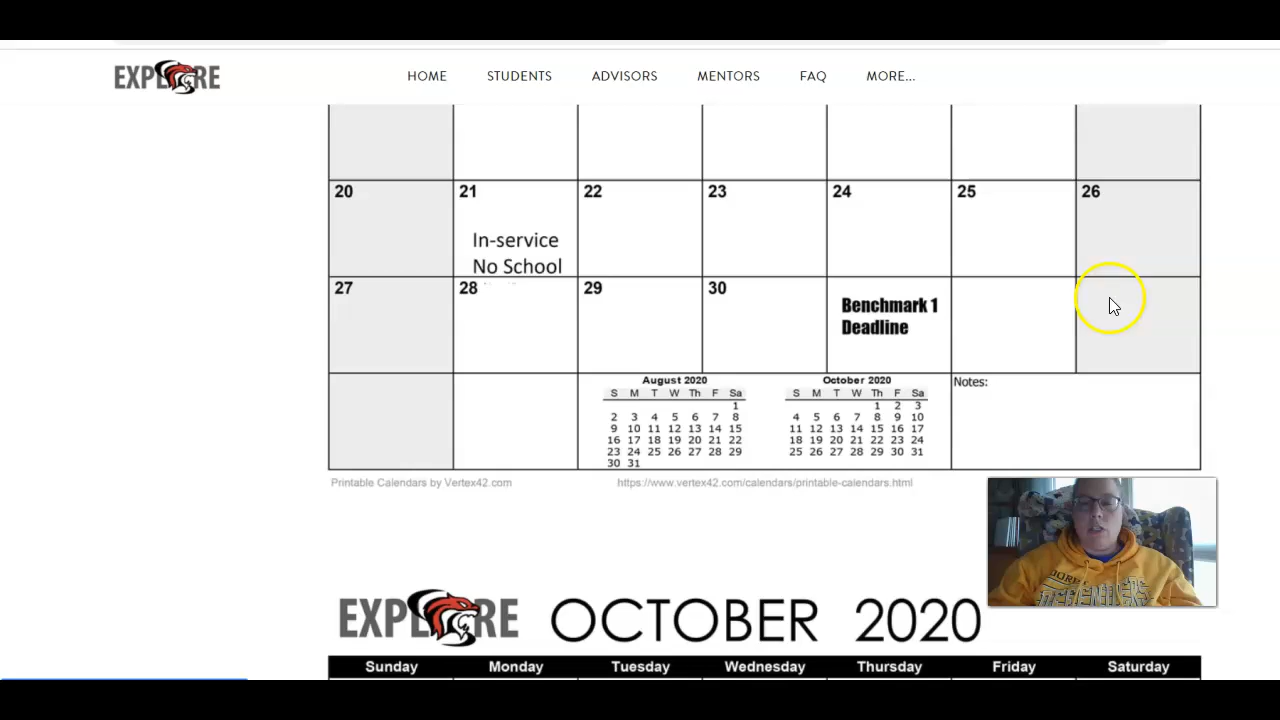 EXPLORE
HOME STUDENTS ADVISORS MENTORS FAQ MORE...
20 21 22 23 24 25 26
In-service
No School
27 28 29 30
Benchmark 1
Deadline
August 2020
S M T W Th F Sa
1
2 3 4 5 6 7 8
9 10 11 12 13 14 15
16 17 18 19 20 21 22
23 24 25 26 27 28 29
30 31
October 2020
S M T W Th F Sa
1 2 3
4 5 6 7 8 9 10
11 12 13 14 15 16 17
18 19 20 21 22 23 24
25 26 27 28 29 30 31
Notes:
Printable Calendars by Vertex42.com
https://www.vertex42.com/calendars/printable-calendars.html
EXPLORE OCTOBER 2020
Sunday Monday Tuesday Wednesday Thursday Friday Saturday